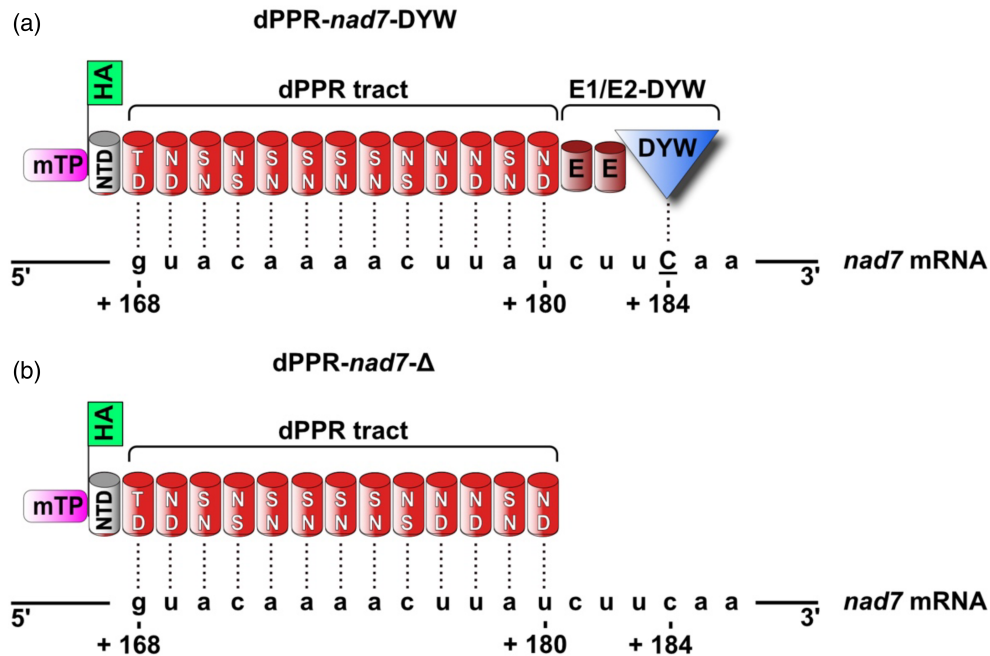 (a)
dPPR-nad7-DYW
HA
dPPR tract
E1/E2-DYW
mTP NTD T N S N S S S S N N N S N E E DYW
D D N S N N N N S D D N D
5' g u a c a a a a c u u a u c u u C a a 3' nad7 mRNA
+ 168 + 180 + 184
(b)
dPPR-nad7-Δ
HA
dPPR tract
mTP NTD T N S N S S S S N N N S N
D D N S N N N N S D D N D
5' g u a c a a a a c u u a u c u u c a a 3' nad7 mRNA
+ 168 + 180 + 184